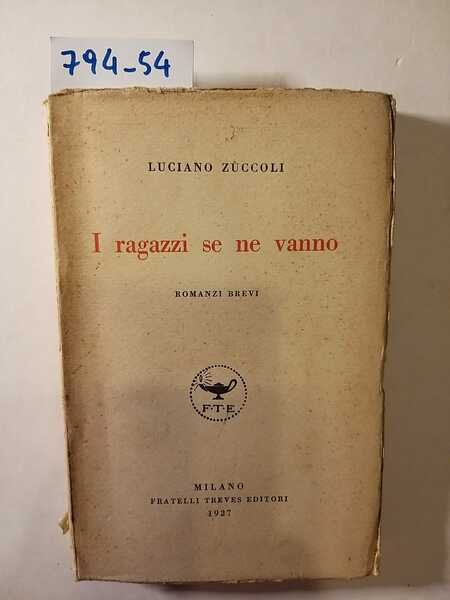 794-54
LUCIANO ZÙCCOLI
I ragazzi se ne vanno
ROMANZI BREVI
F·T·E
MILANO
FRATELLI TREVES EDITORI
1927